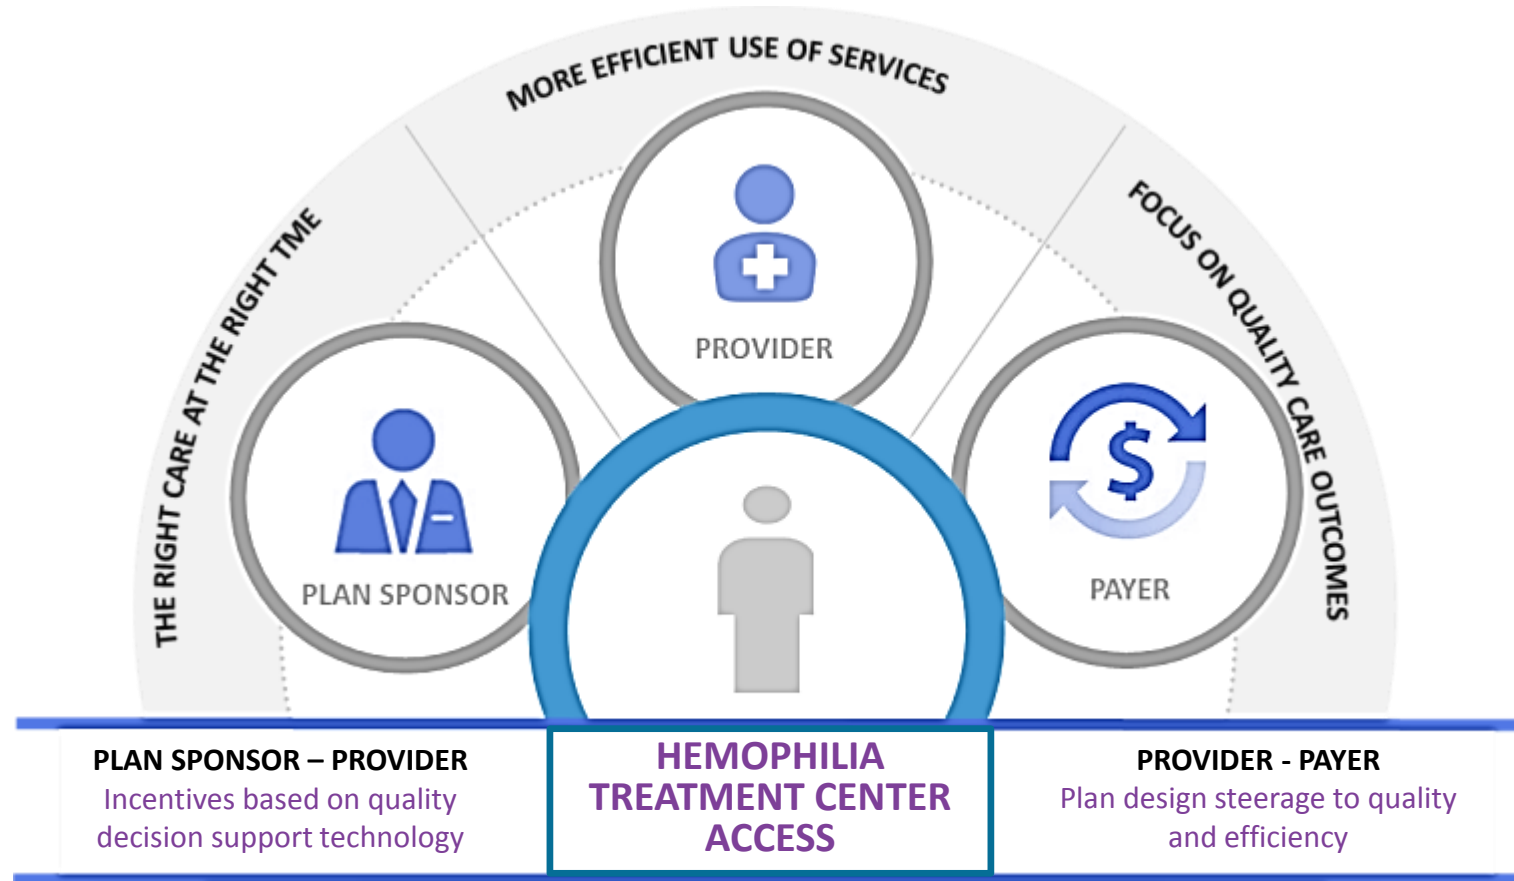 MORE EFFICIENT USE OF SERVICES
THE RIGHT CARE AT THE RIGHT TME
FOCUS ON QUALITY CARE OUTCOMES
PROVIDER
PLAN SPONSOR
$
PAYER
PLAN SPONSOR – PROVIDER
Incentives based on quality
decision support technology
HEMOPHILIA
TREATMENT CENTER
ACCESS
PROVIDER - PAYER
Plan design steerage to quality
and efficiency